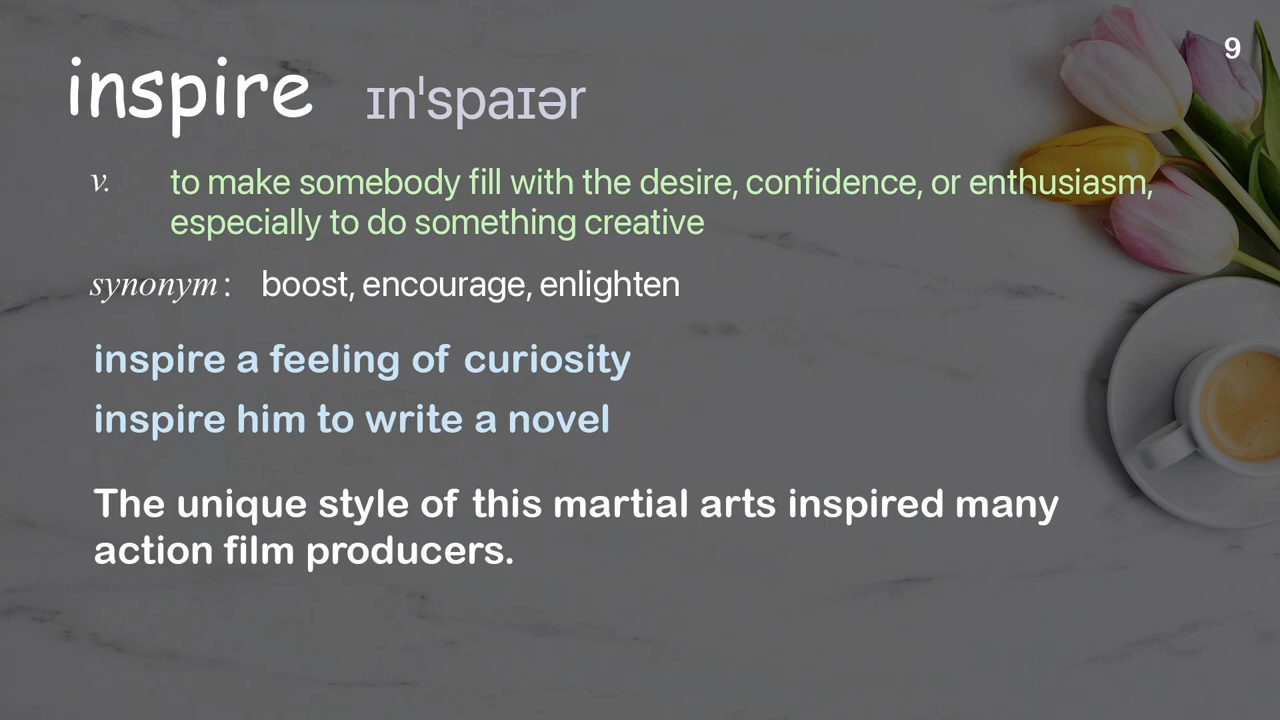 9
inspire ɪnˈspaɪər
v. to make somebody fill with the desire, confidence, or enthusiasm,
especially to do something creative
synonym : boost, encourage, enlighten
inspire a feeling of curiosity
inspire him to write a novel
The unique style of this martial arts inspired many
action film producers.